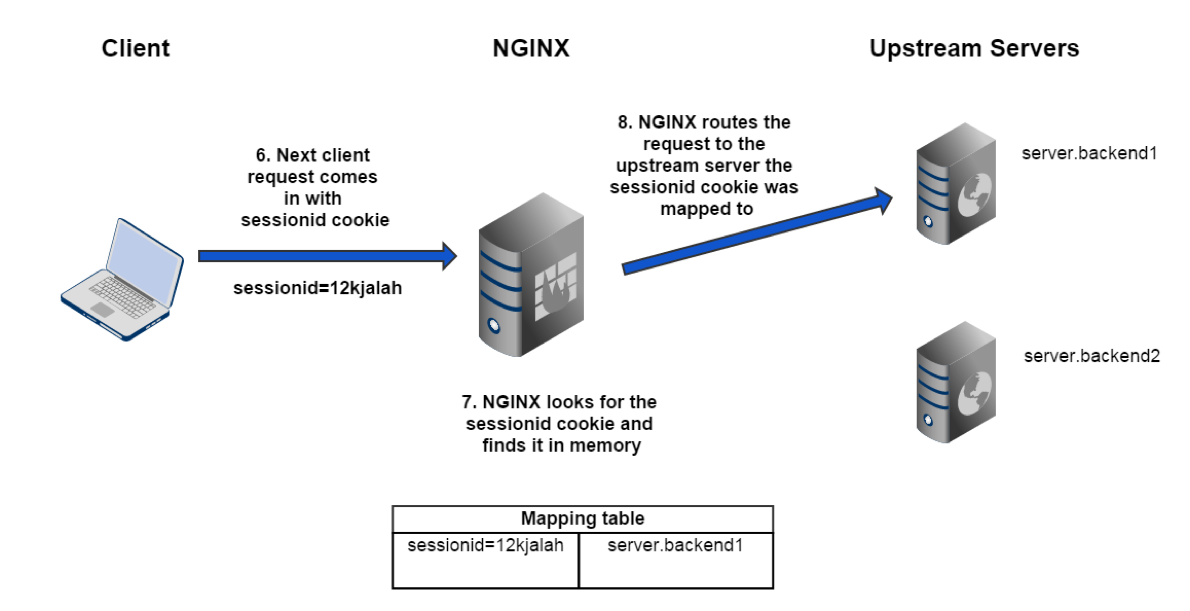 Client
NGINX
Upstream Servers
6. Next client
request comes
in with
sessionid cookie
sessionid=12kjalah
8. NGINX routes the
request to the
upstream server the
sessionid cookie was
mapped to
server.backend1
server.backend2
7. NGINX looks for the
sessionid cookie and
finds it in memory
Mapping table
sessionid=12kjalah
server.backend1